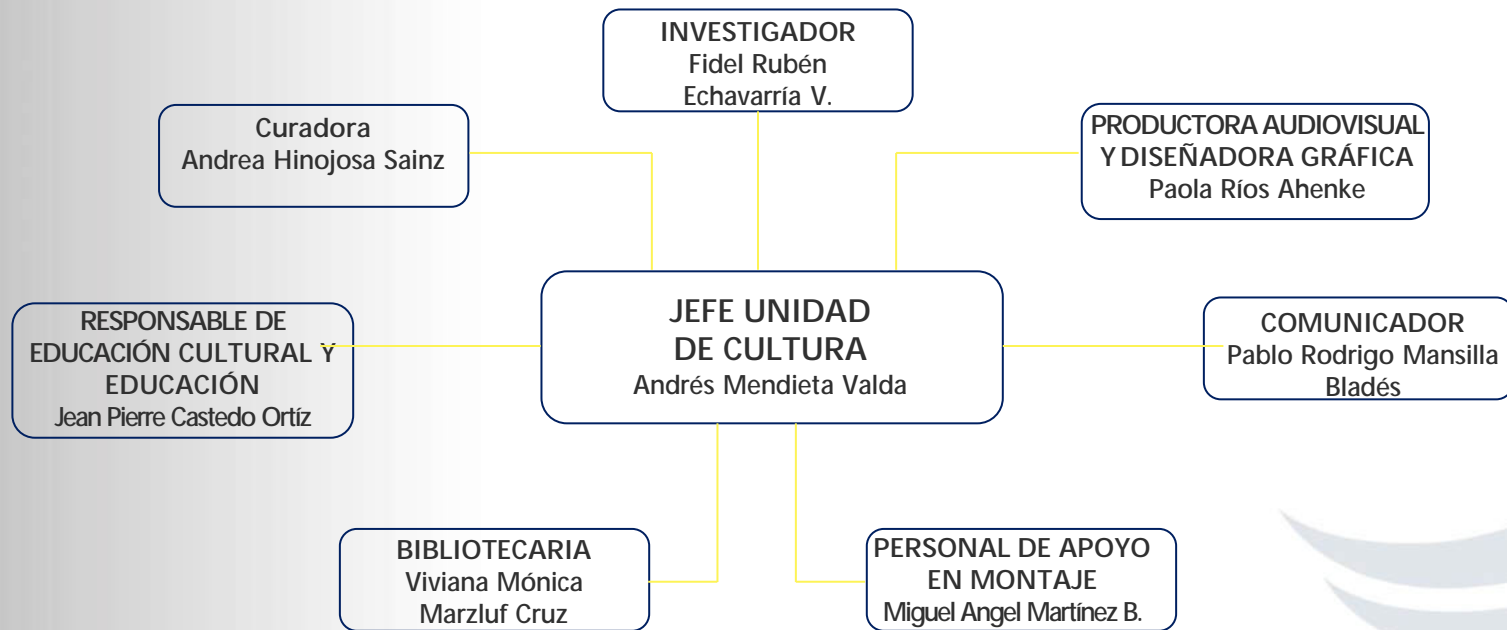 INVESTIGADOR
Fidel Rubén
Echavarría V.
Curadora
Andrea Hinojosa Sainz
PRODUCTORA AUDIOVISUAL
Y DISEÑADORA GRÁFICA
Paola Ríos Ahenke
JEFE UNIDAD
DE CULTURA
Andrés Mendieta Valda
RESPONSABLE DE
EDUCACIÓN CULTURAL Y
EDUCACIÓN
Jean Pierre Castedo Ortíz
COMUNICADOR
Pablo Rodrigo Mansilla
Bladés
BIBLIOTECARIA
Viviana Mónica
Marzluf Cruz
PERSONAL DE APOYO
EN MONTAJE
Miguel Angel Martínez B.